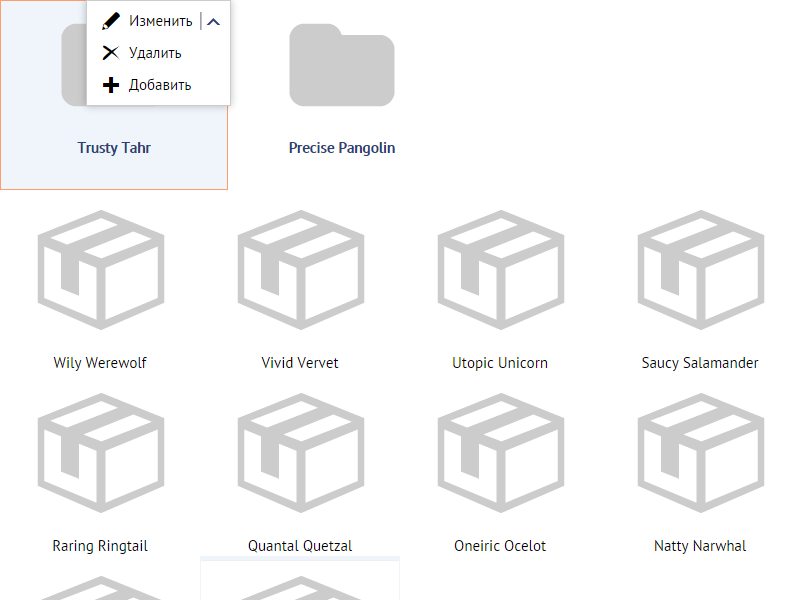 Изменить
Удалить
Добавить
Trusty Tahr
Precise Pangolin
Wily Werewolf
Vivid Vervet
Utopic Unicorn
Saucy Salamander
Raring Ringtail
Quantal Quetzal
Oneiric Ocelot
Natty Narwhal